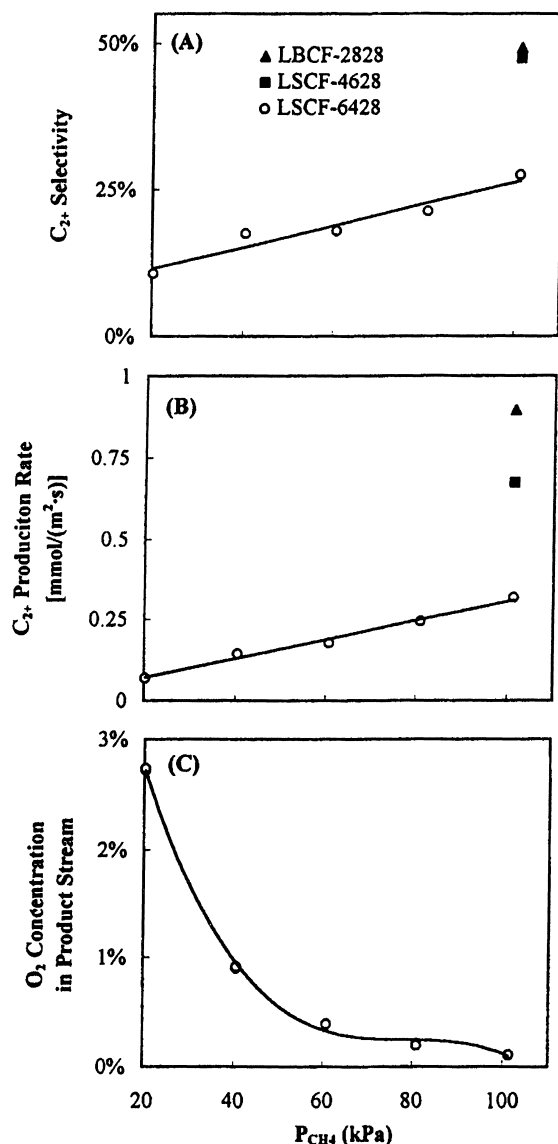 50%
(A)
▲ LBCF-2828
■ LSCF-4628
○ LSCF-6428
25%
0%
C₂₊ Selectivity
1
(B)
0.75
0.5
0.25
0
C₂₊ Produciton Rate
[mmol/(m²·s)]
3%
(C)
2%
1%
0%
O₂ Concentration
in Product Stream
20
40
60
80
100
120
P_CH4 (kPa)